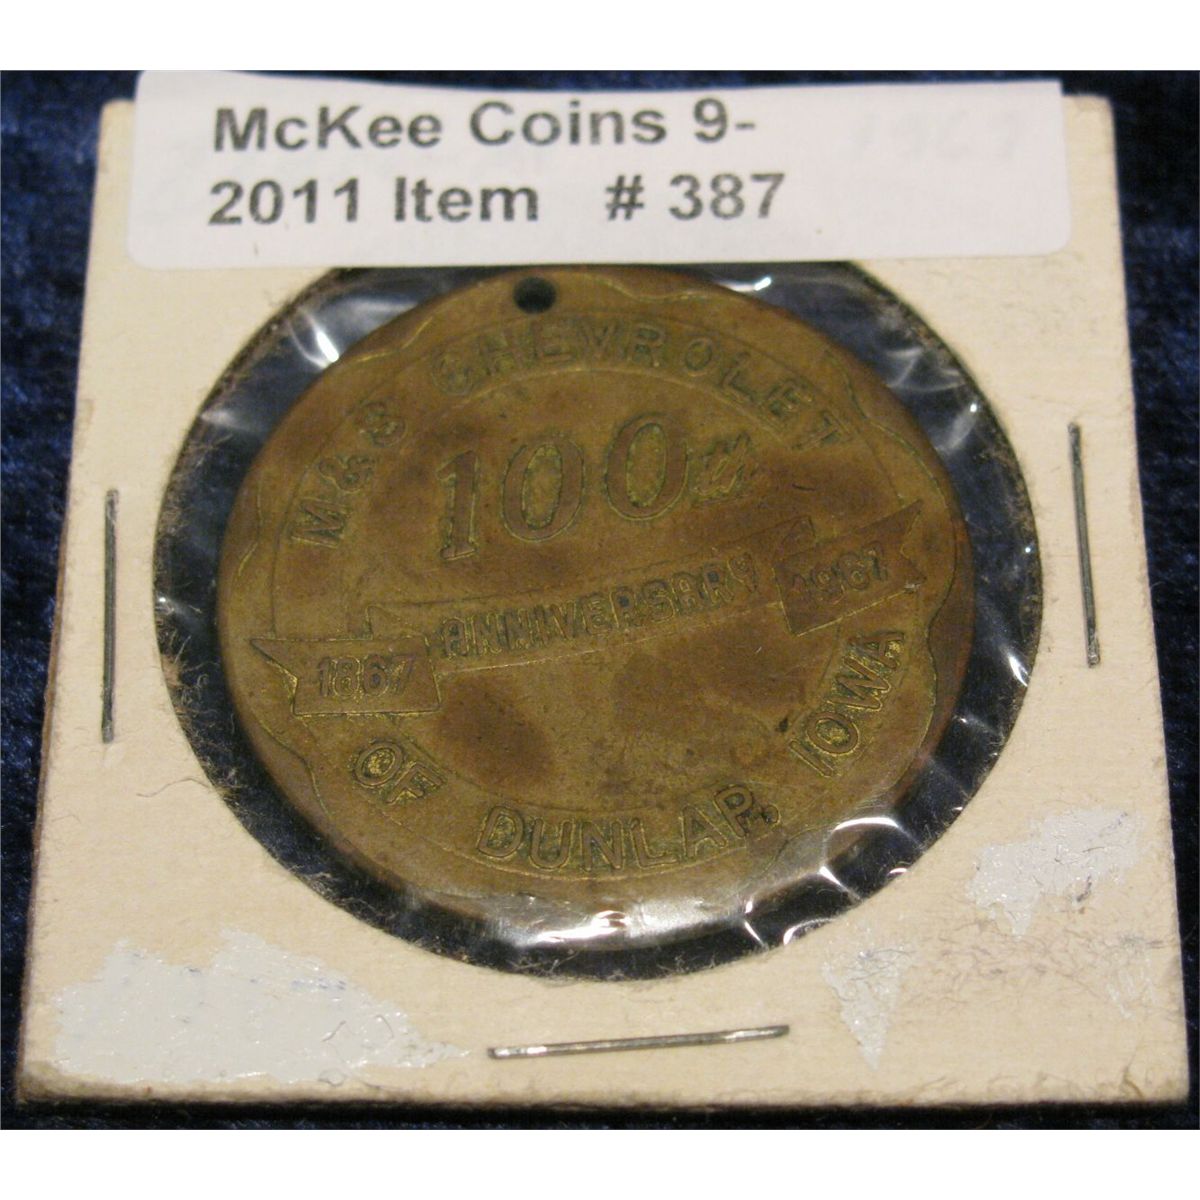 McKee Coins 9-
2011 Item # 387
M & S CHEVROLET
100th
ANNIVERSARY
1867
1967
OF DUNLAP, IOWA